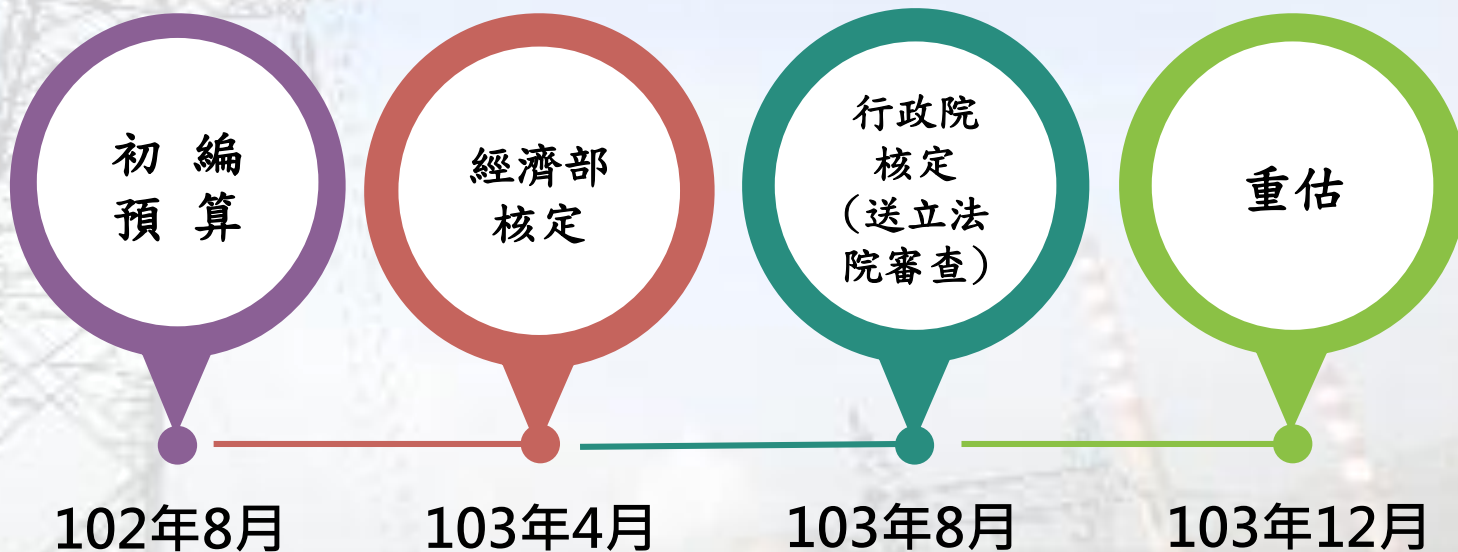 初 編
預 算
經濟部
核定
行政院
核定
(送立法
院審查)
重估
102年8月
103年4月
103年8月
103年12月